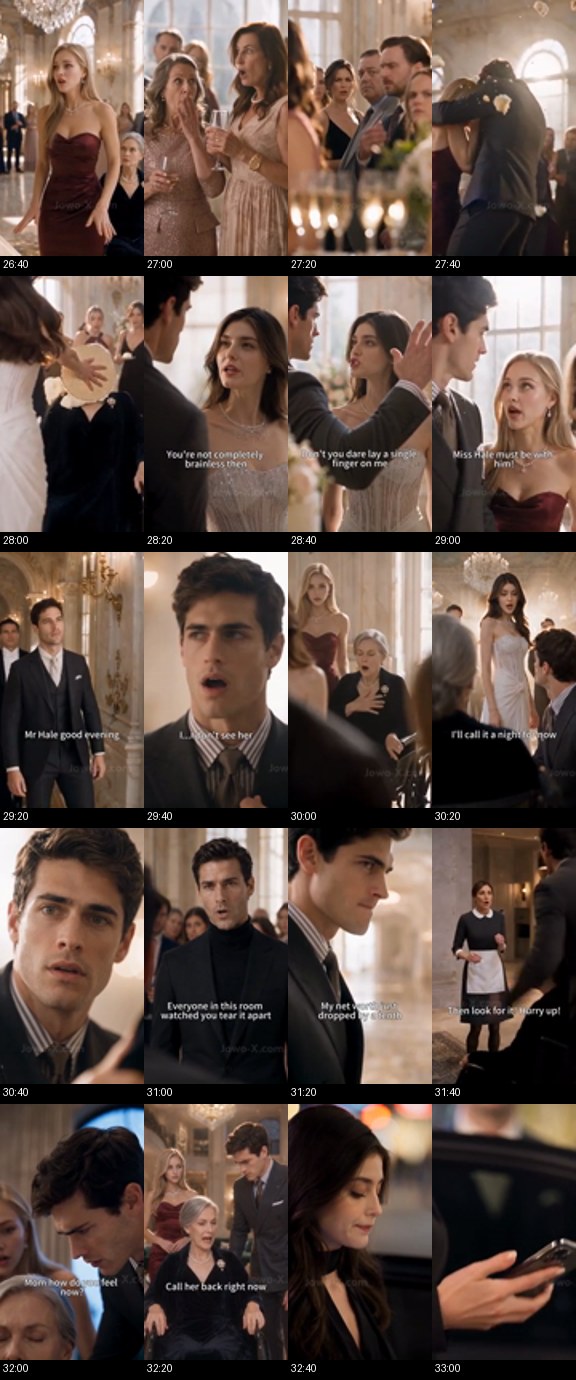 26:40
27:00
27:20
27:40
You're not completely
brainless then
Don't you dare lay a single
finger on me
Miss Hale must be with
him!
28:00
28:20
28:40
29:00
Mr Hale good evening
I...I don't see her
I'll call it a night for now
29:20
29:40
30:00
30:20
Everyone in this room
watched you tear it apart
My net worth just
dropped by a tenth
Then look for it! Hurry up!
Jowo-X.com
30:40
31:00
31:20
31:40
Mom how do you feel
now?
Call her back right now
32:00
32:20
32:40
33:00